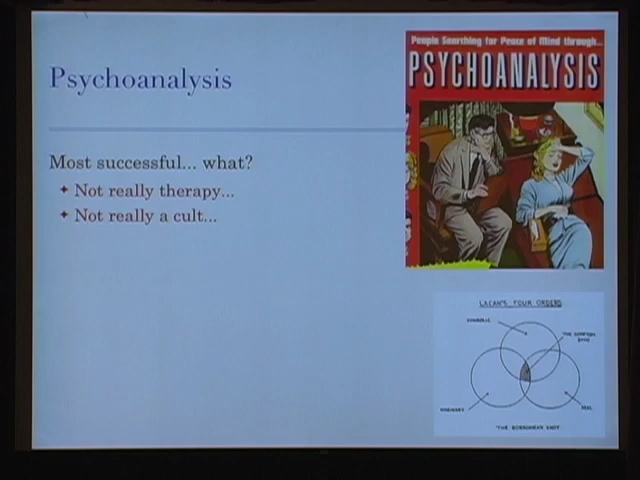 Psychoanalysis
Most successful... what?
Not really therapy...
Not really a cult...
People Searching for Peace of Mind through...
PSYCHOANALYSIS
LACAN'S FOUR ORDERS
SYMBOLIC
IMAGINARY
REAL
"THE BORROMEAN KNOT"